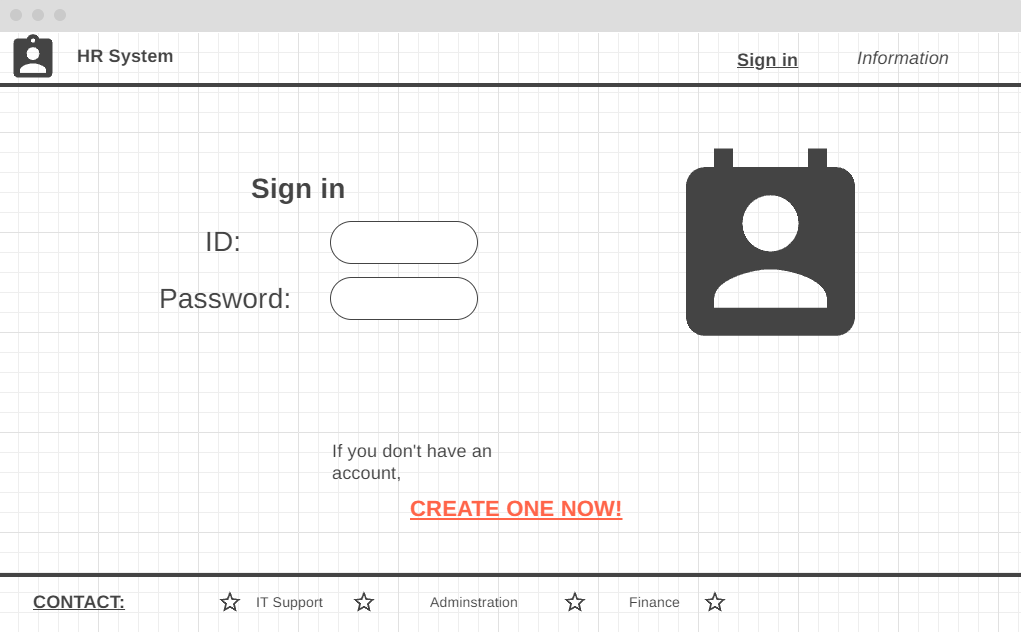 HR System
Sign in
Information
Sign in
ID:
Password:
If you don't have an
account,
CREATE ONE NOW!
CONTACT:
IT Support
Adminstration
Finance